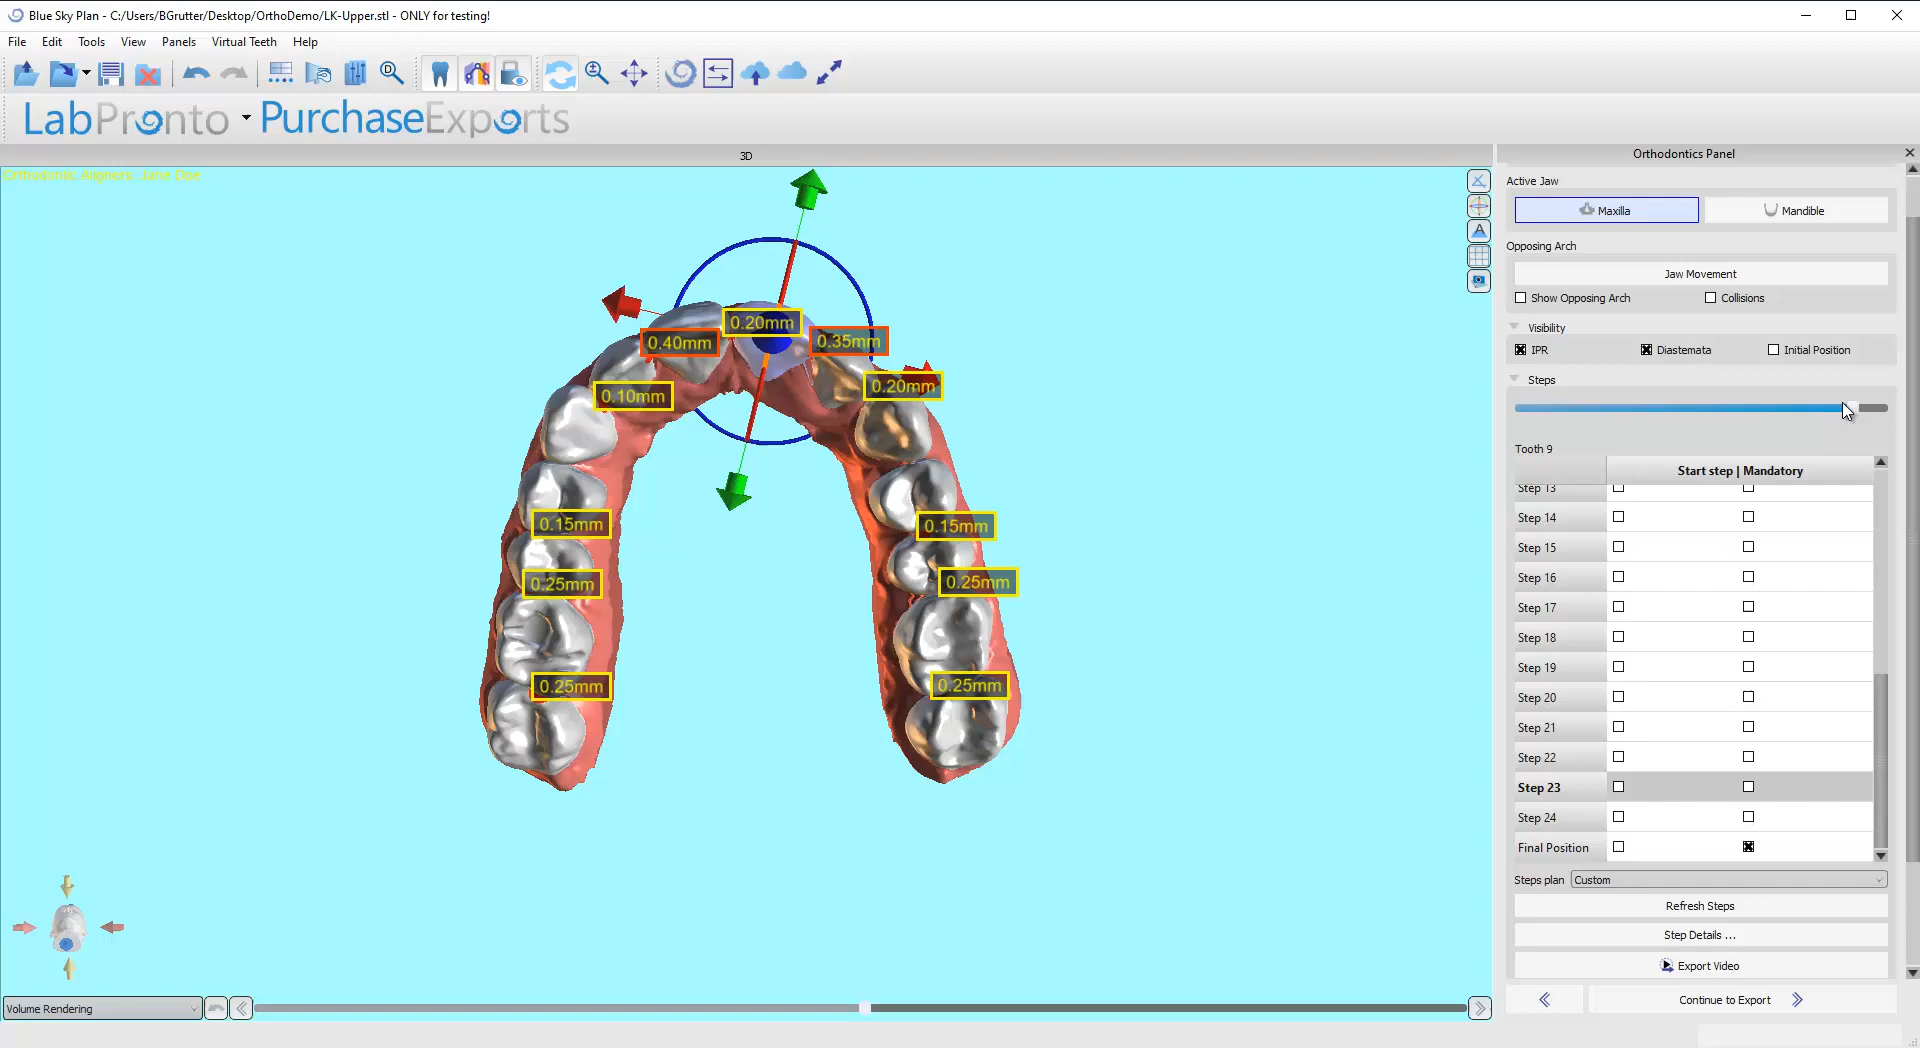 Blue Sky Plan - C:/Users/BGrutter/Desktop/OrthoDemo/LK-Upper.stl - ONLY for testing!
File Edit Tools View Panels Virtual Teeth Help
LabPronto PurchaseExports
3D
Orthodontic Aligners: Jane Doe
0.20mm
0.40mm
0.35mm
0.10mm
0.20mm
0.15mm
0.15mm
0.25mm
0.25mm
0.25mm
0.25mm
Volume Rendering
Orthodontics Panel
Active Jaw
Maxilla Mandible
Opposing Arch
Jaw Movement
Show Opposing Arch Collisions
Visibility
IPR Diastemata Initial Position
Steps
Tooth 9
Start step | Mandatory
Step 13
Step 14
Step 15
Step 16
Step 17
Step 18
Step 19
Step 20
Step 21
Step 22
Step 23
Step 24
Final Position
Steps plan Custom
Refresh Steps
Step Details ...
Export Video
Continue to Export